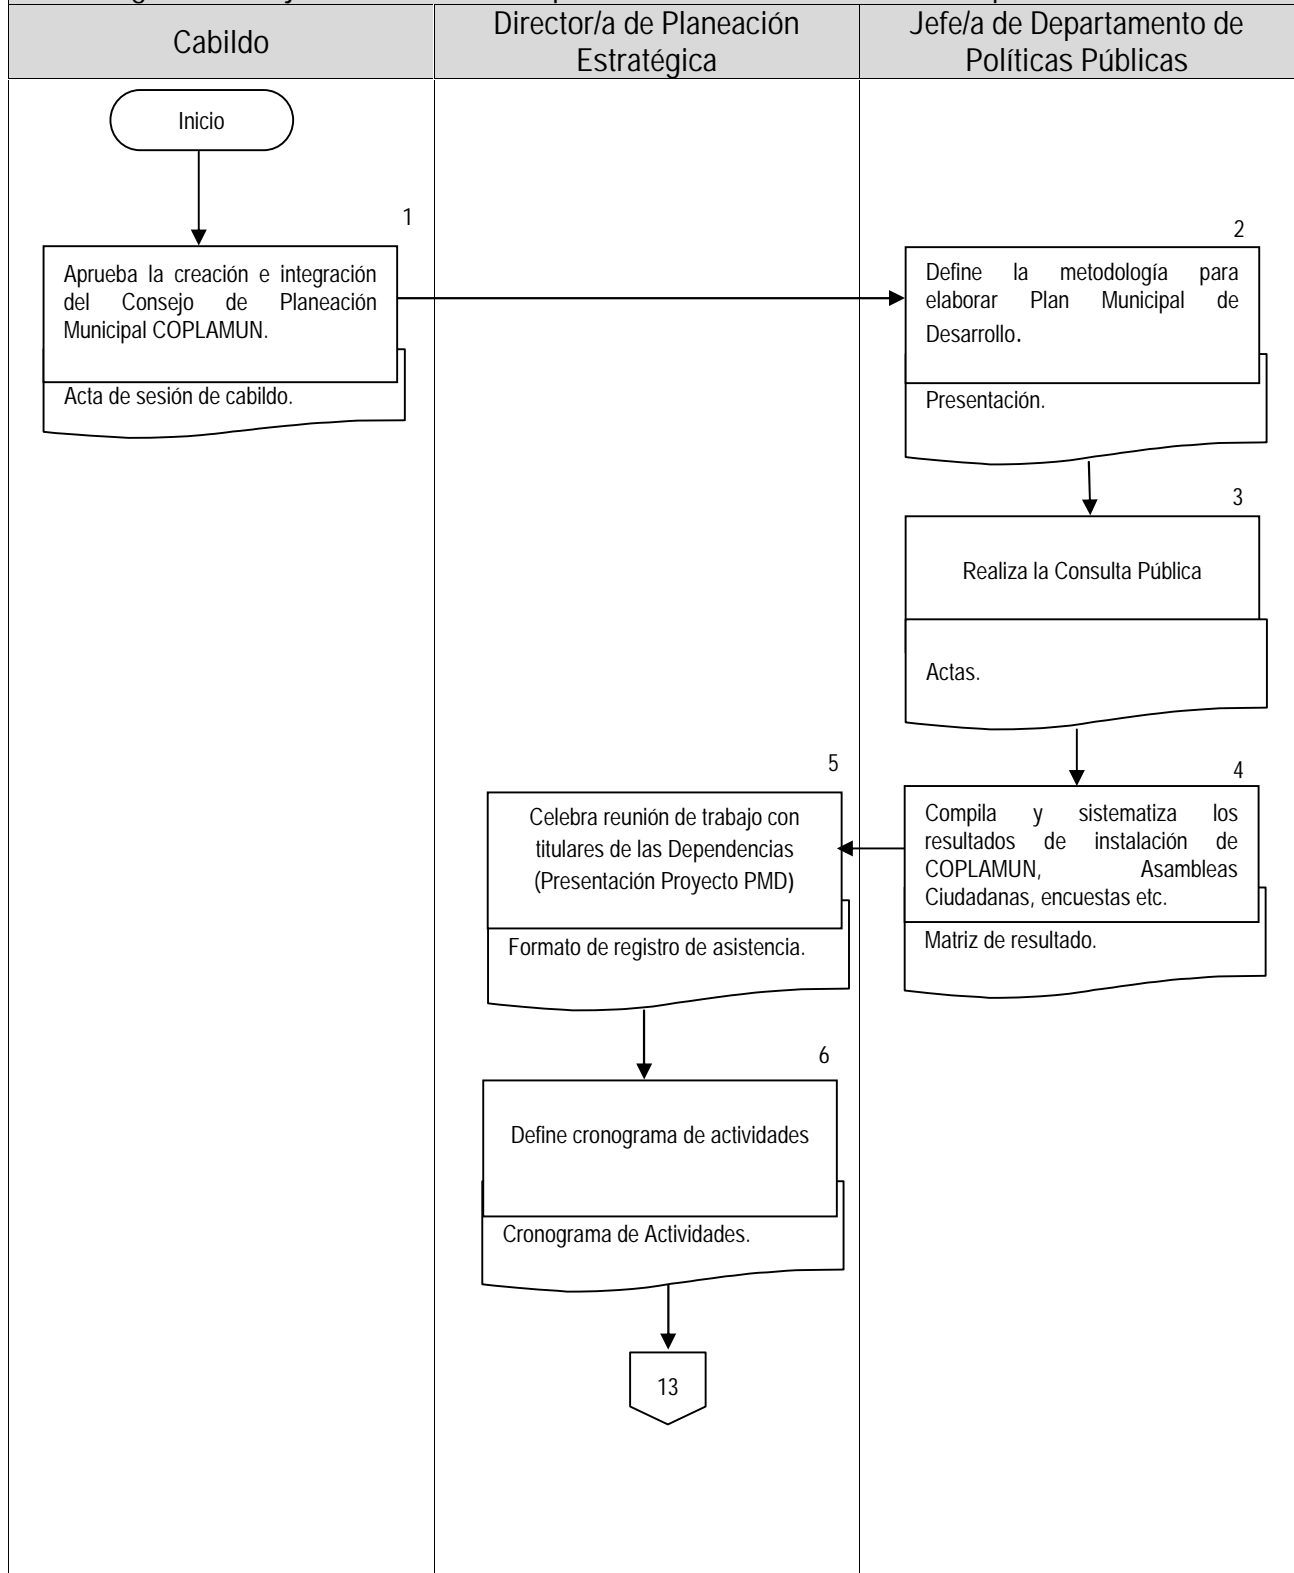 Cabildo
Director/a de Planeación
Estratégica
Jefe/a de Departamento de
Políticas Públicas
Inicio
1
Aprueba la creación e integración
del Consejo de Planeación
Municipal COPLAMUN.
Acta de sesión de cabildo.
2
Define la metodología para
elaborar Plan Municipal de
Desarrollo.
Presentación.
3
Realiza la Consulta Pública
Actas.
4
Compila y sistematiza los
resultados de instalación de
COPLAMUN, Asambleas
Ciudadanas, encuestas etc.
Matriz de resultado.
5
Celebra reunión de trabajo con
titulares de las Dependencias
(Presentación Proyecto PMD)
Formato de registro de asistencia.
6
Define cronograma de actividades
Cronograma de Actividades.
13